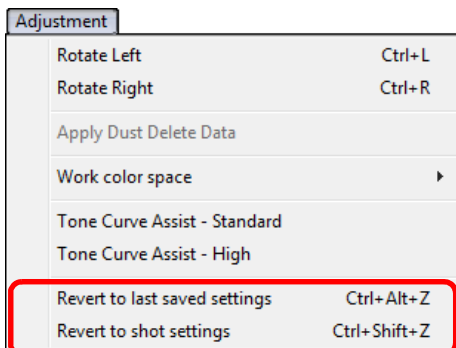 Adjustment
Rotate Left Ctrl+L
Rotate Right Ctrl+R
Apply Dust Delete Data
Work color space
Tone Curve Assist - Standard
Tone Curve Assist - High
Revert to last saved settings Ctrl+Alt+Z
Revert to shot settings Ctrl+Shift+Z